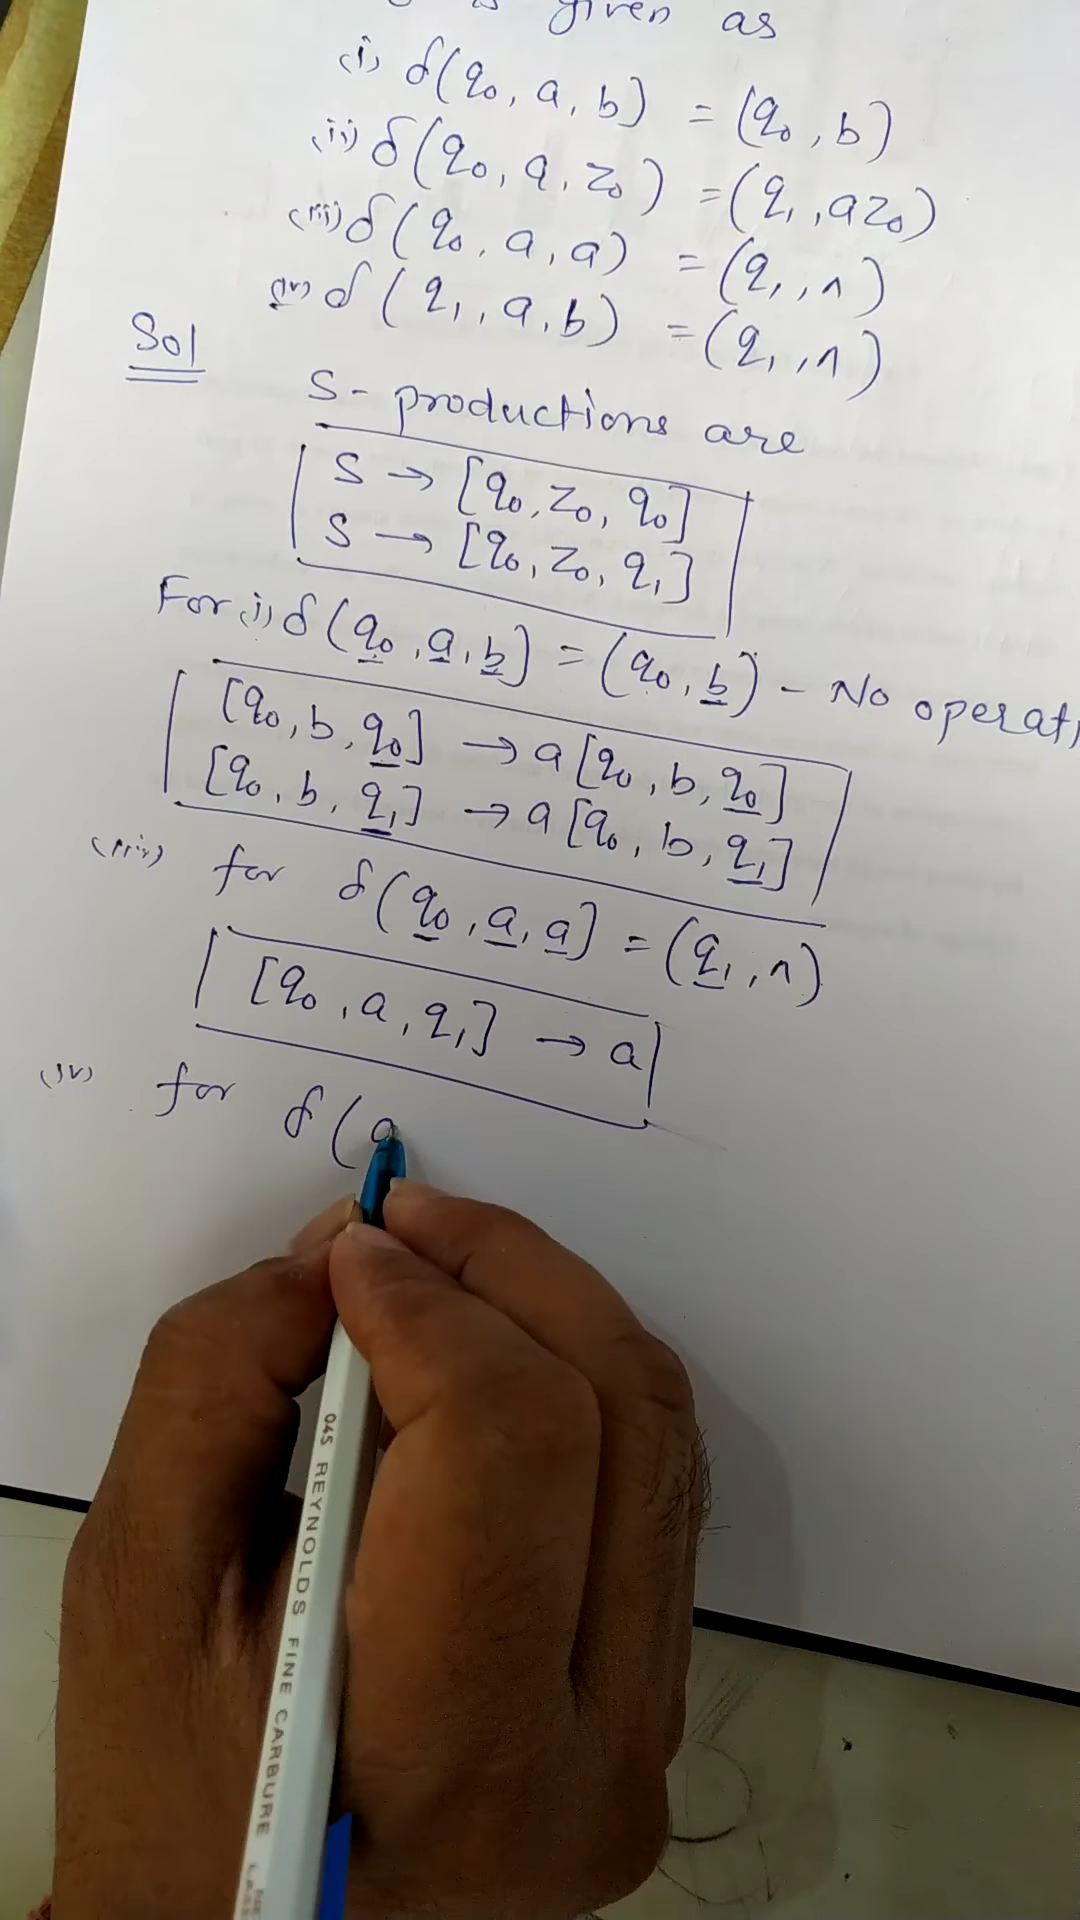 given as
(i) δ(q₀, a, b) = (q₀, b)
(ii) δ(q₀, a, z₀) = (q₁, az₀)
(iii) δ(q₀, a, a) = (q₁, ∧)
(iv) δ(q₁, a, b) = (q₁, ∧)
Sol
S-productions are
S → [q₀, z₀, q₀]
S → [q₀, z₀, q₁]
For (i) δ(q₀, a, b) = (q₀, b) - No operati
[q₀, b, q₀] → a[q₀, b, q₀]
[q₀, b, q₁] → a[q₀, b, q₁]
(iii) for δ(q₀, a, a] = (q₁, ∧)
[q₀, a, q₁] → a
(iv) for δ(
045 REYNOLDS FINE CARBURE